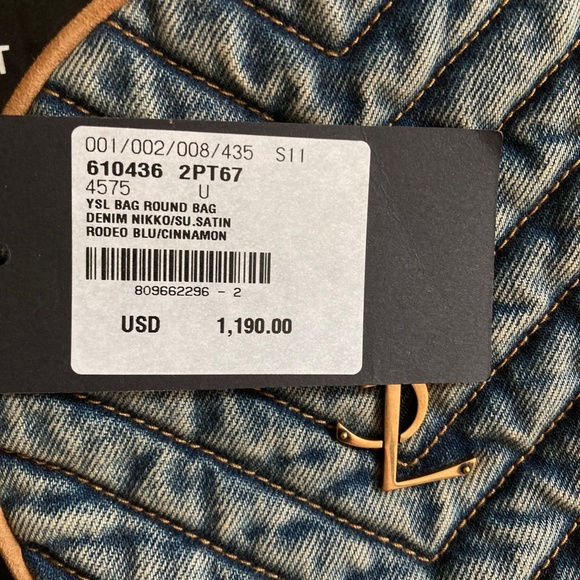 T
001/002/008/435 S11
610436 2PT67
4575 U
YSL BAG ROUND BAG
DENIM NIKKO/SU.SATIN
RODEO BLU/CINNAMON
809662296 - 2
USD 1,190.00